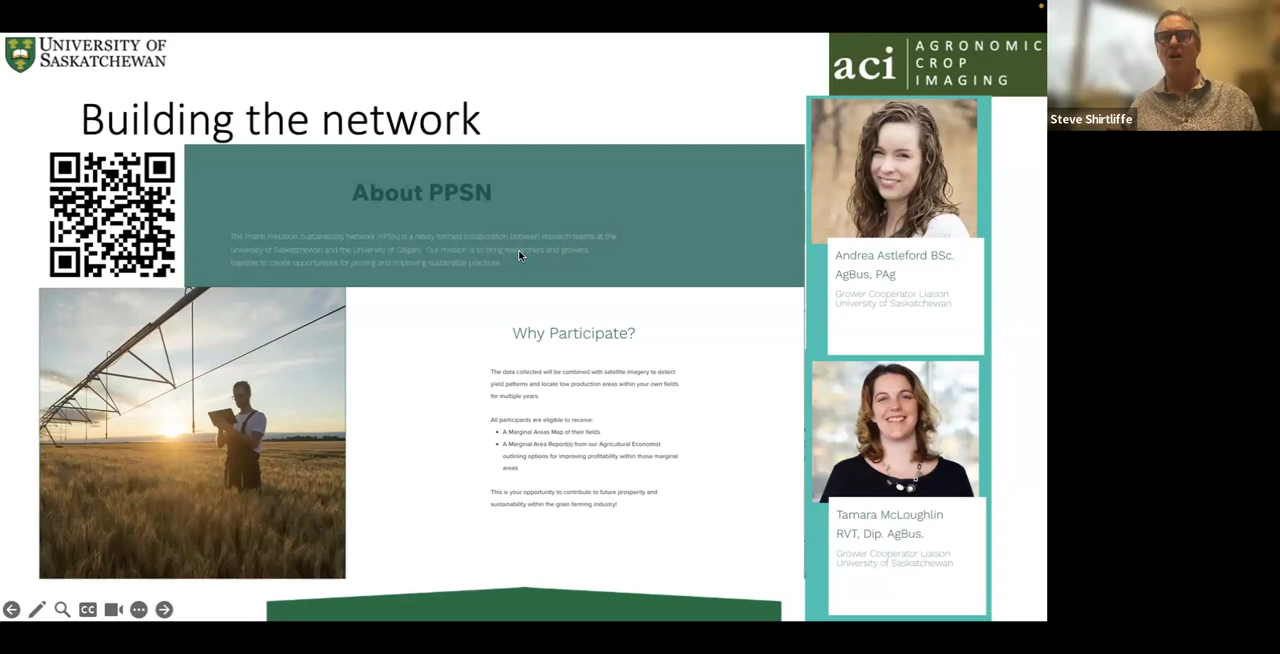 UNIVERSITY OF
SASKATCHEWAN
aci
AGRONOMIC
CROP
IMAGING
Steve Shirtliffe
Building the network
About PPSN
The Prairie Precision Sustainability Network (PPSN) is a newly formed collaboration between research teams at the
University of Saskatchewan and the University of Calgary. Our mission is to bring researchers and growers
together to create opportunities for proving and improving sustainable practices.
Why Participate?
The data collected will be combined with satellite imagery to detect
yield patterns and locate low production areas within your own fields
for multiple years.
All participants are eligible to receive:
• A Marginal Areas Map of their fields
• A Marginal Area Report(s) from our Agricultural Economist
outlining options for improving profitability within those marginal
areas
This is your opportunity to contribute to future prosperity and
sustainability within the grain farming industry!
Andrea Astleford BSc.
AgBus, PAg
Grower Cooperator Liaison
University of Saskatchewan
Tamara McLoughlin
RVT, Dip. AgBus.
Grower Cooperator Liaison
University of Saskatchewan
CC